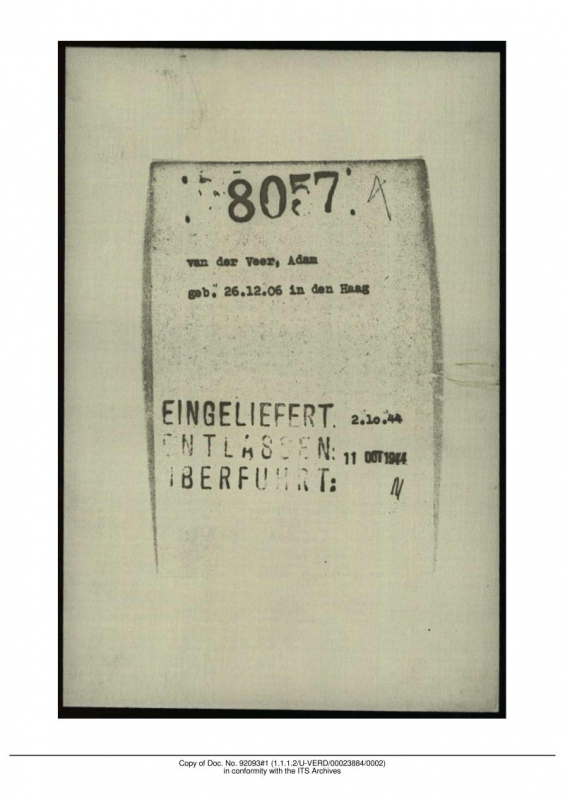 8057. A
van der Veer, Adam
geb. 26.12.06 in den Haag
EINGELIEFERT. 2.10.44
ENTLASSEN: 11 OCT 1944
ÜBERFÜHRT: N
Copy of Doc. No. 92093#1 (1.1.1.2/U-VERD/00023884/0002)
in conformity with the ITS Archives